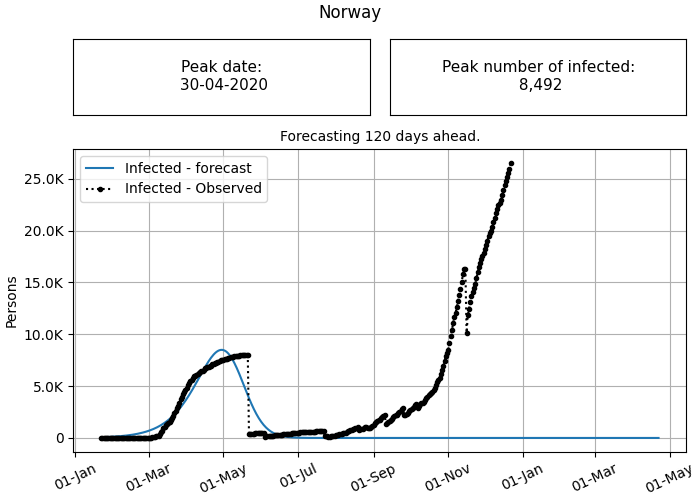 Norway
Peak date:
30-04-2020
Peak number of infected:
8,492
Forecasting 120 days ahead.
Infected - forecast
Infected - Observed
Persons
25.0K
20.0K
15.0K
10.0K
5.0K
0
01-Jan
01-Mar
01-May
01-Jul
01-Sep
01-Nov
01-Jan
01-Mar
01-May